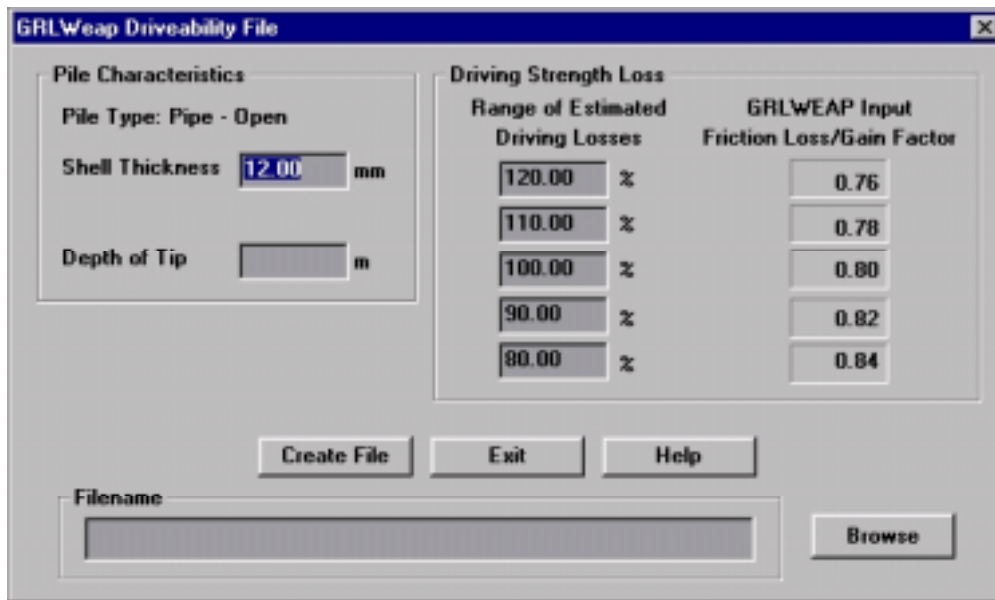 GRLWeap Driveability File
Pile Characteristics
Pile Type: Pipe - Open
Shell Thickness 12.00 mm
Depth of Tip m
Driving Strength Loss
Range of Estimated Driving Losses
GRLWEAP Input Friction Loss/Gain Factor
120.00 % 0.76
110.00 % 0.78
100.00 % 0.80
90.00 % 0.82
80.00 % 0.84
Create File Exit Help
Filename
Browse